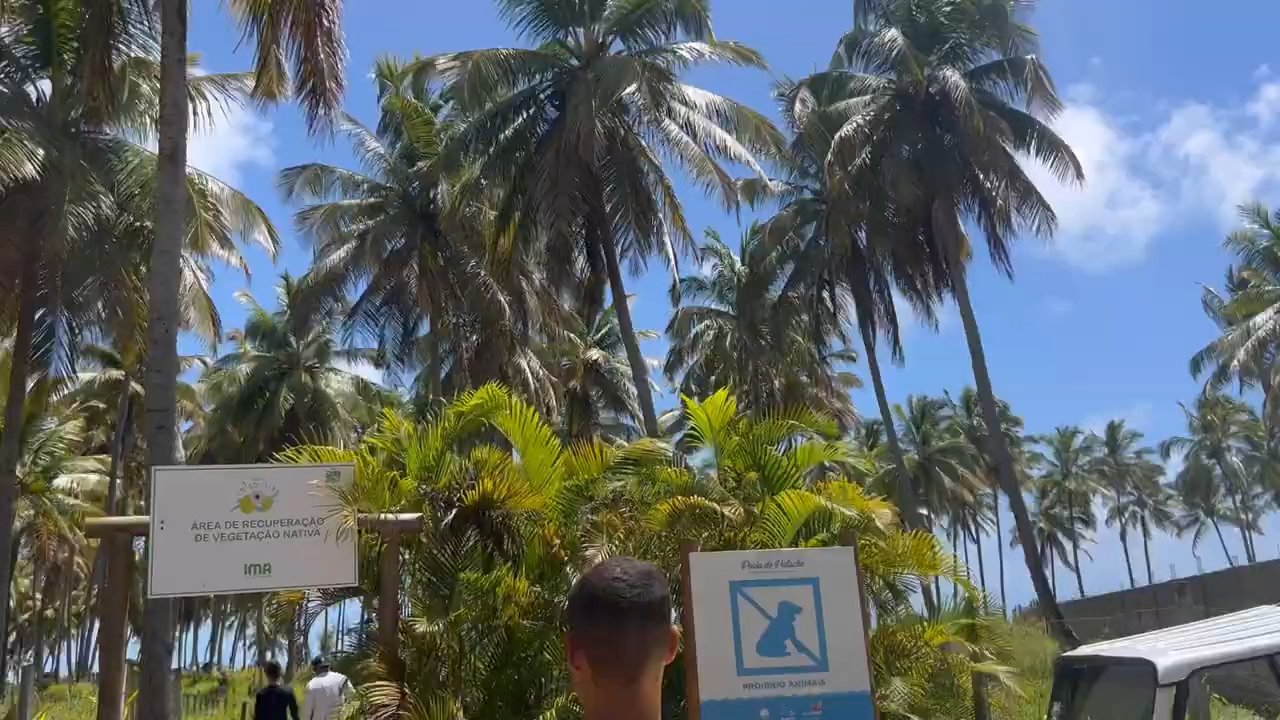 ÁREA DE RECUPERAÇÃO
DE VEGETAÇÃO NATIVA
IMA
Praia do Patacho
PROIBIDO ANIMAIS